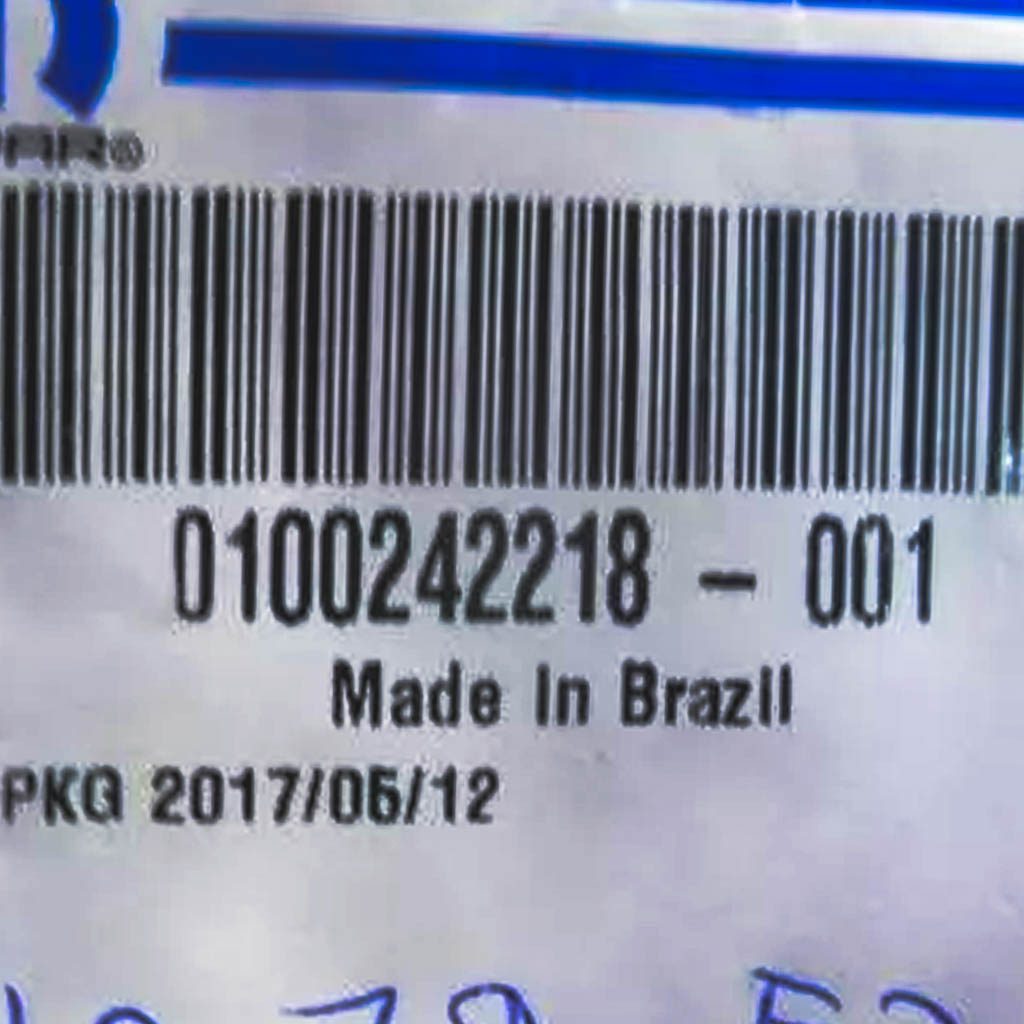 0100242218 - 001
Made In Brazil
PKG 2017/06/12